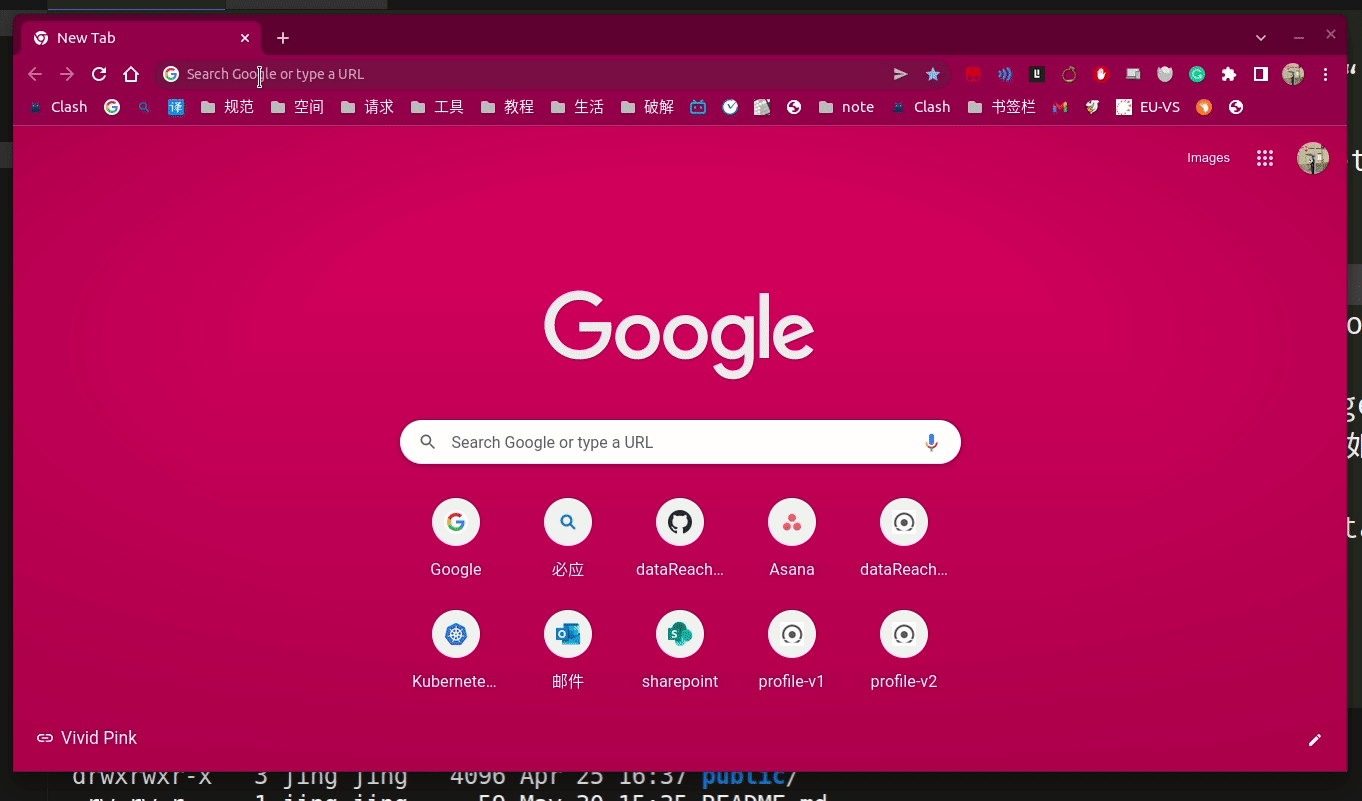 New Tab
Search Google or type a URL
Clash 译 规范 空间 请求 工具 教程 生活 破解 note Clash 书签栏 EU-VS
Images
Google
Search Google or type a URL
Google 必应 dataReach... Asana dataReach...
Kubernete... 邮件 sharepoint profile-v1 profile-v2
Vivid Pink
drwxrwxr-x 3 jing jing 4096 Apr 25 16:37 public/